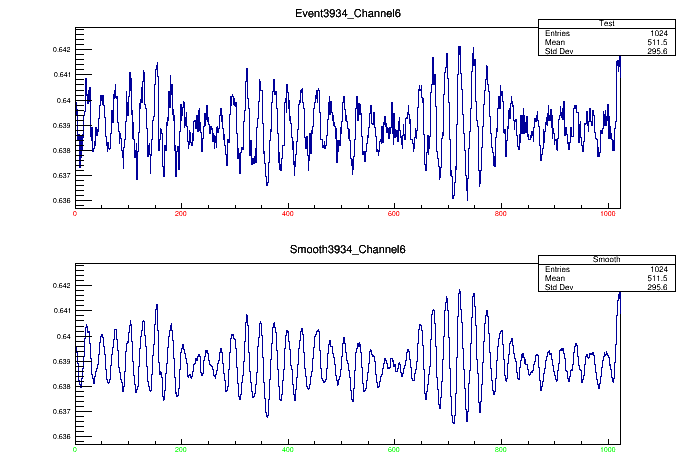 Event3934_Channel6
Test
Entries 1024
Mean 511.5
Std Dev 295.6
0.642
0.641
0.64
0.639
0.638
0.637
0.636
0 200 400 600 800 1000
Smooth3934_Channel6
Smooth
Entries 1024
Mean 511.5
Std Dev 295.6
0.642
0.641
0.64
0.639
0.638
0.637
0.636
0 200 400 600 800 1000